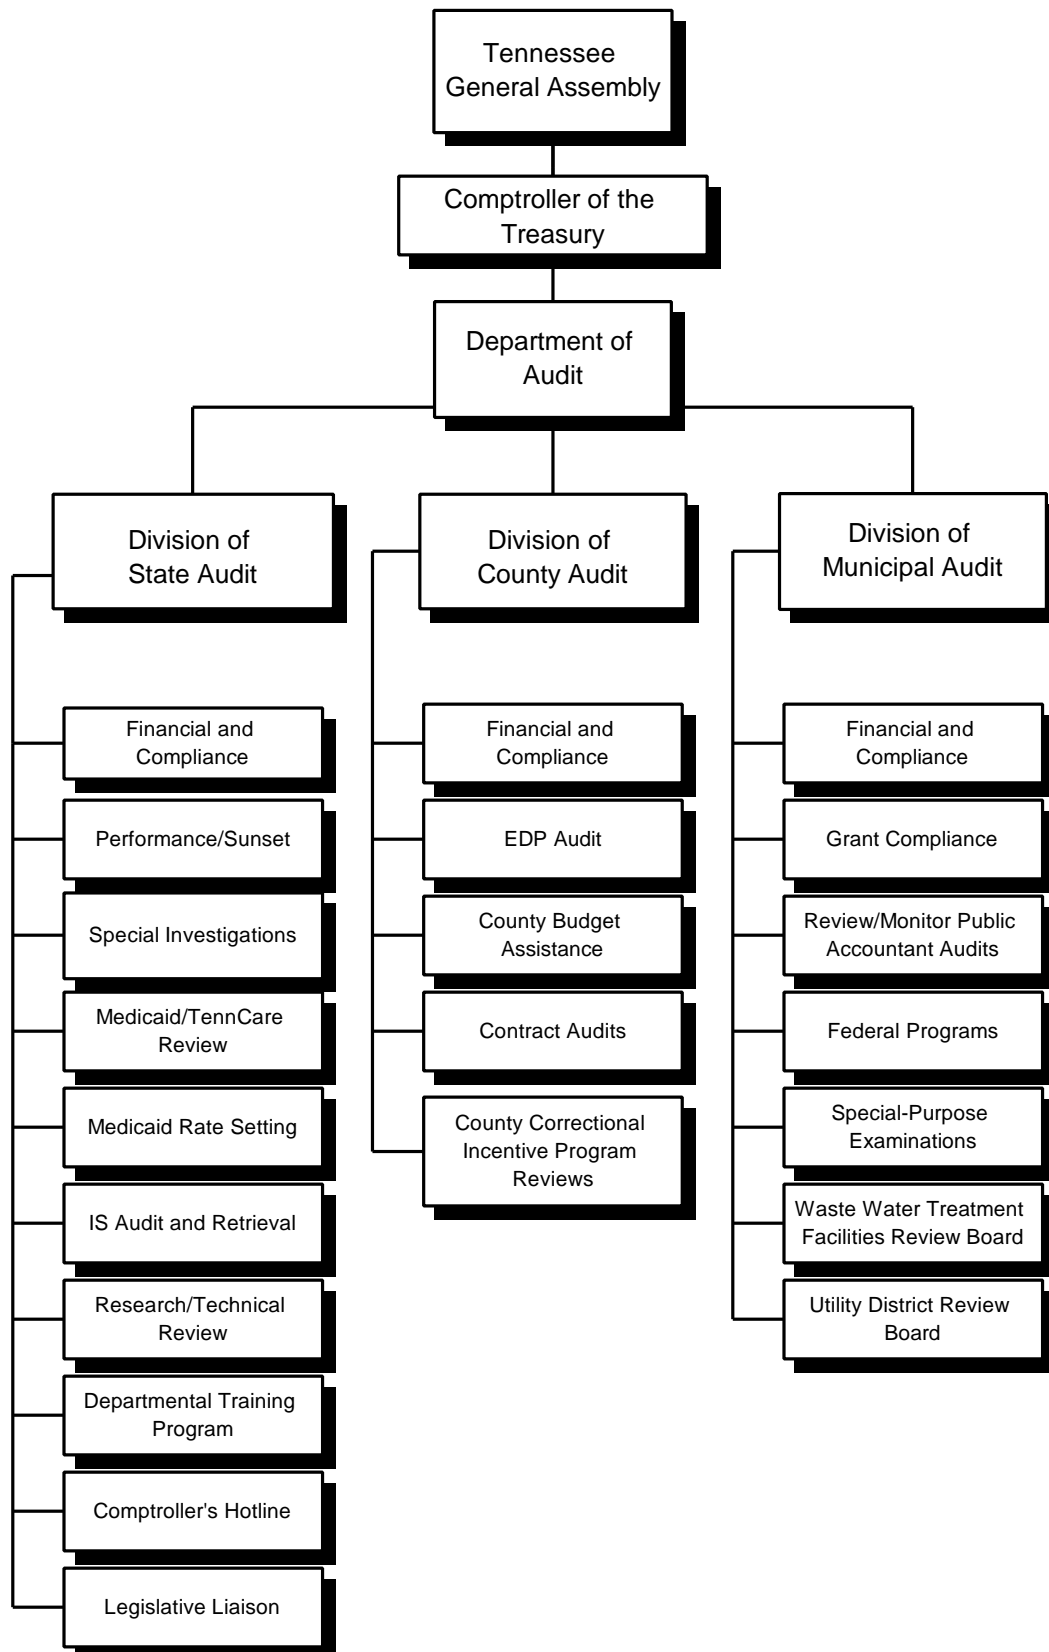 Tennessee
General Assembly
Comptroller of the
Treasury
Department of
Audit
Division of
State Audit
Financial and
Compliance
Performance/Sunset
Special Investigations
Medicaid/TennCare
Review
Medicaid Rate Setting
IS Audit and Retrieval
Research/Technical
Review
Departmental Training
Program
Comptroller's Hotline
Legislative Liaison
Division of
County Audit
Financial and
Compliance
EDP Audit
County Budget
Assistance
Contract Audits
County Correctional
Incentive Program
Reviews
Division of
Municipal Audit
Financial and
Compliance
Grant Compliance
Review/Monitor Public
Accountant Audits
Federal Programs
Special-Purpose
Examinations
Waste Water Treatment
Facilities Review Board
Utility District Review
Board